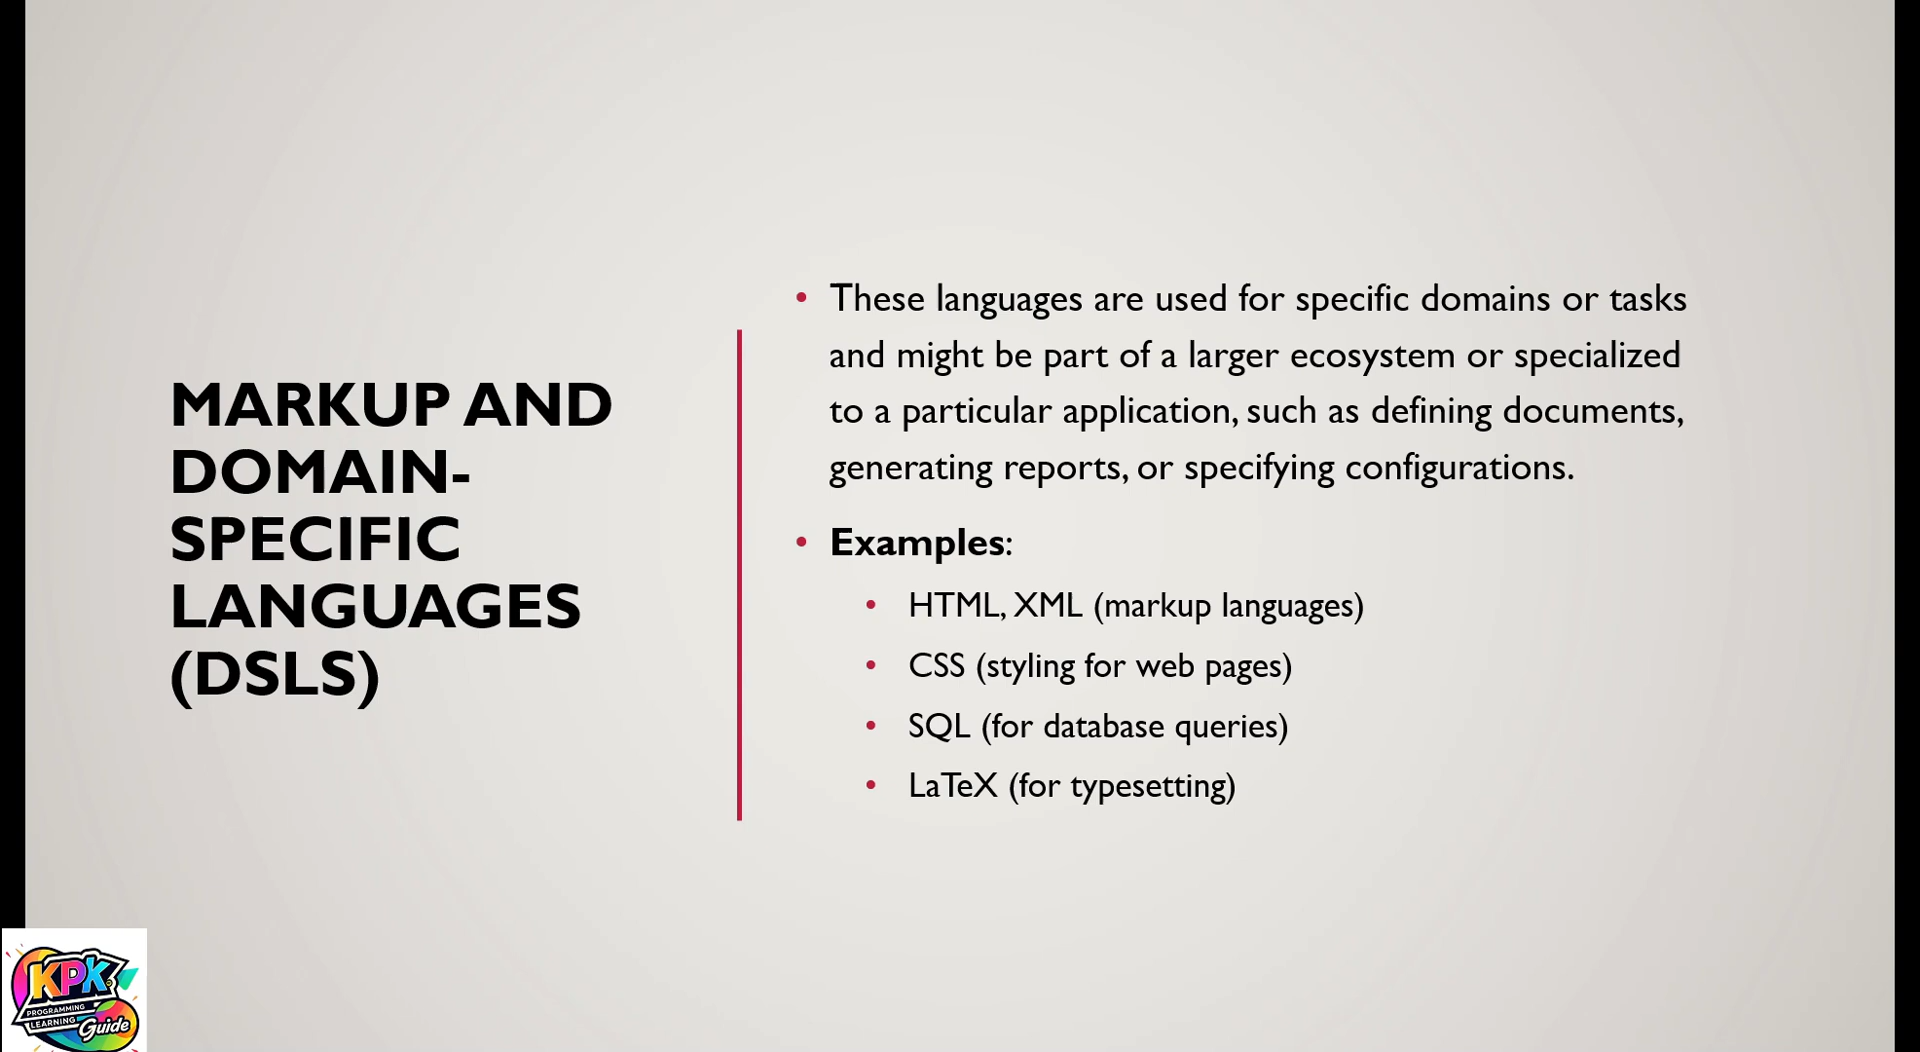 MARKUP AND
DOMAIN-
SPECIFIC
LANGUAGES
(DSLS)
• These languages are used for specific domains or tasks
and might be part of a larger ecosystem or specialized
to a particular application, such as defining documents,
generating reports, or specifying configurations.
• Examples:
• HTML, XML (markup languages)
• CSS (styling for web pages)
• SQL (for database queries)
• LaTeX (for typesetting)
KPK
PROGRAMMING
LEARNING
Guide